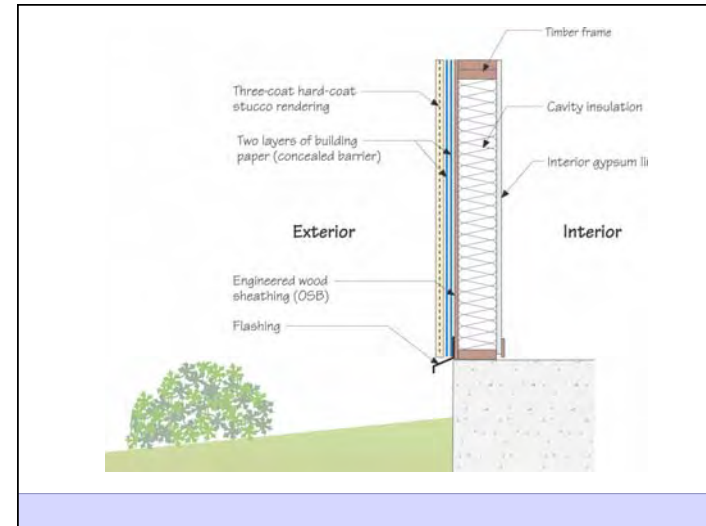 Timber frame
Three-coat hard-coat
stucco rendering
Cavity insulation
Two layers of building
paper (concealed barrier)
Interior gypsum li
Exterior
Interior
Engineered wood
sheathing (OSB)
Flashing